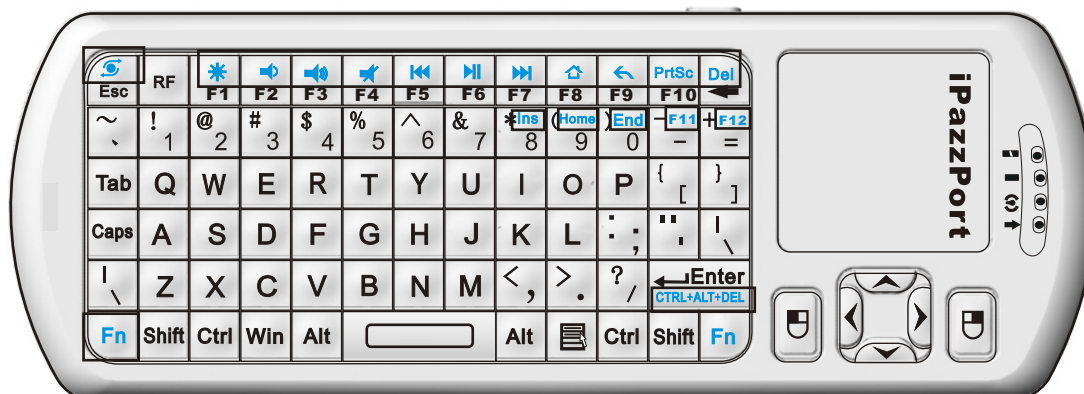 Esc RF F1 F2 F3 F4 F5 F6 F7 F8 F9 PrtSc F10 Del
~ ` ! 1 @ 2 # 3 $ 4 % 5 ^ 6 & 7 * Ins 8 ( Home 9 ) End 0 - F11 – + F12 =
Tab Q W E R T Y U I O P { [ } ]
Caps A S D F G H J K L : ; " ' | \
| \ Z X C V B N M < , > . ? / Enter
CTRL+ALT+DEL
Fn Shift Ctrl Win Alt Alt Ctrl Shift Fn
iPazzPort